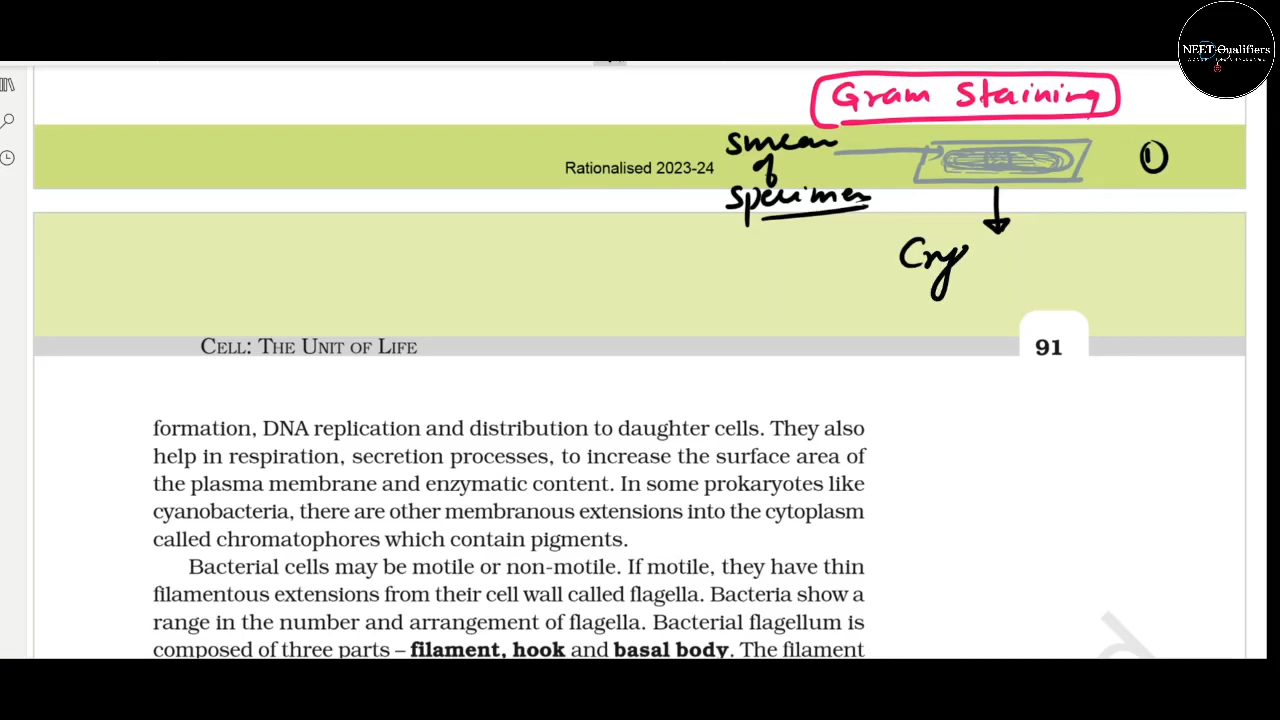 NEET Qualifiers
Gram Staining
Smear
of
Specimen
①
Rationalised 2023-24
Cry
CELL: THE UNIT OF LIFE
91
formation, DNA replication and distribution to daughter cells. They also
help in respiration, secretion processes, to increase the surface area of
the plasma membrane and enzymatic content. In some prokaryotes like
cyanobacteria, there are other membranous extensions into the cytoplasm
called chromatophores which contain pigments.
Bacterial cells may be motile or non-motile. If motile, they have thin
filamentous extensions from their cell wall called flagella. Bacteria show a
range in the number and arrangement of flagella. Bacterial flagellum is
composed of three parts – filament, hook and basal body. The filament